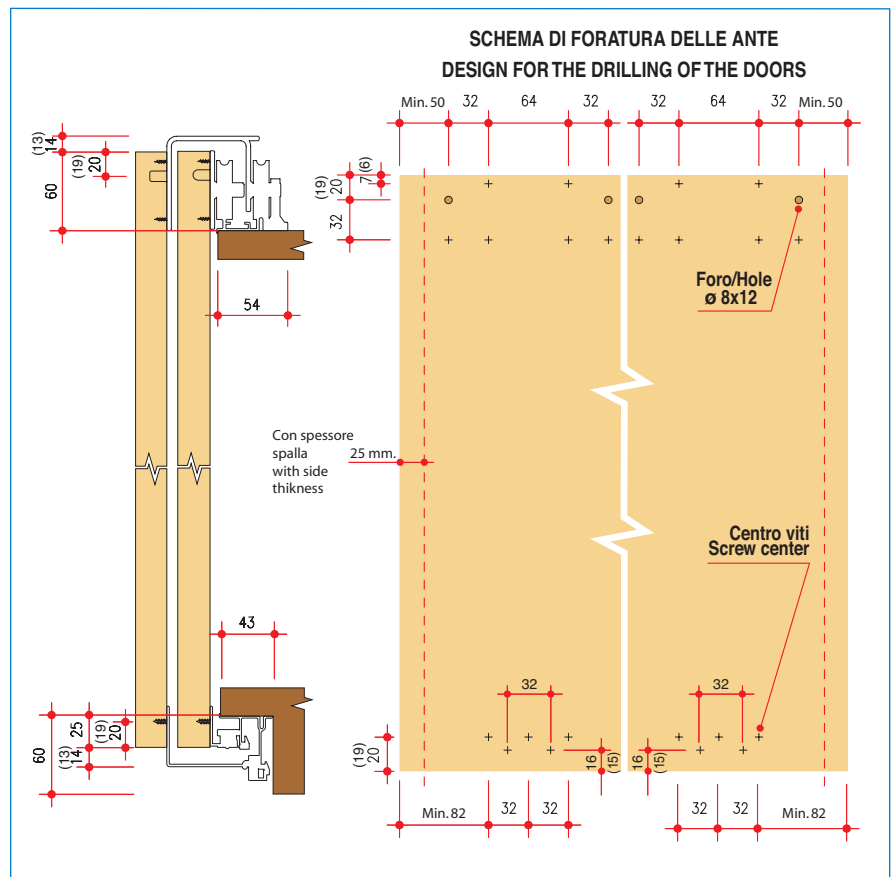 SCHEMA DI FORATURA DELLE ANTE
DESIGN FOR THE DRILLING OF THE DOORS
Min. 50 32 64 32 32 64 32 Min. 50
(13)
14
(19)
20
60
(19)
20
7 (6)
32
54
Foro/Hole
ø 8x12
Con spessore
spalla
with side
thikness
25 mm.
Centro viti
Screw center
43
32 32
60
25
(13)
14
(19)
20
(19)
20
16
(15)
16
(15)
Min. 82 32 32 32 32 Min. 82